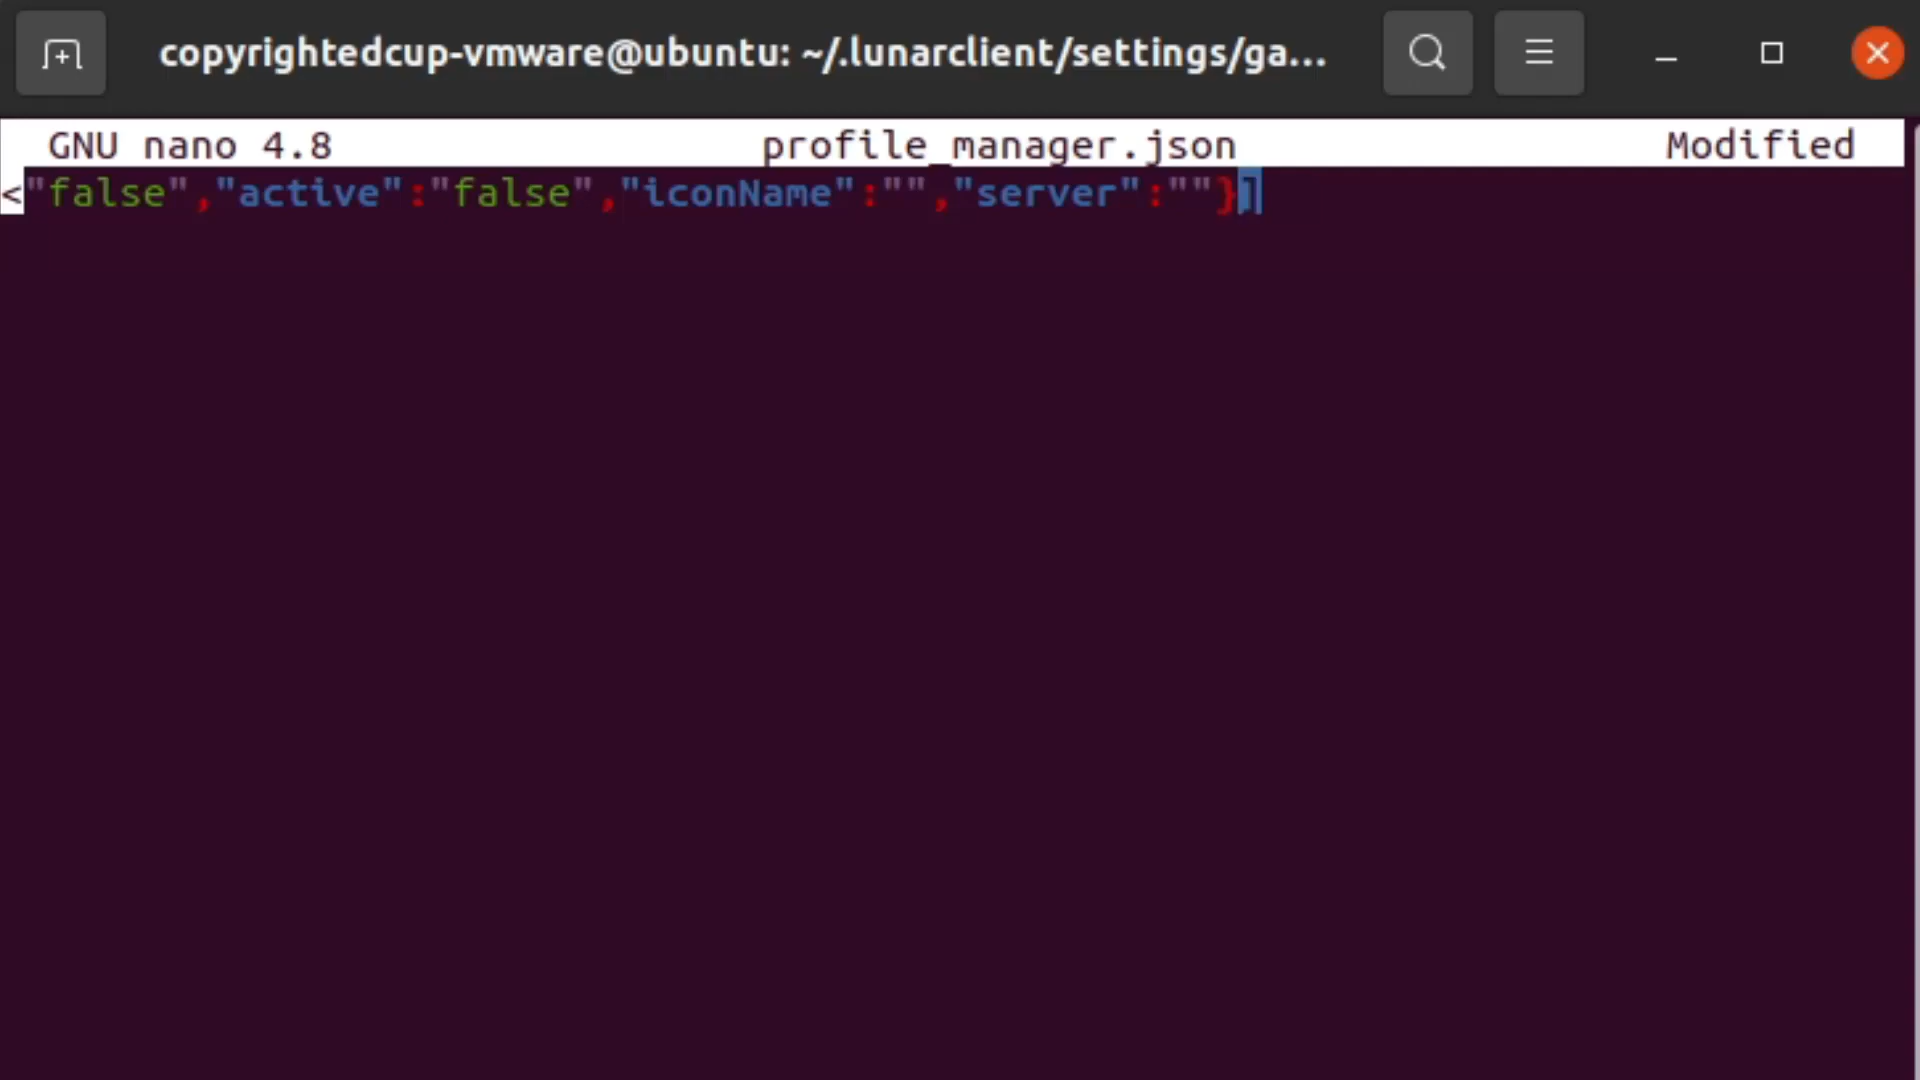 copyrightedcup-vmware@ubuntu: ~/.lunarclient/settings/ga...
GNU nano 4.8 profile_manager.json Modified
<"false","active":"false","iconName":"","server":""}]